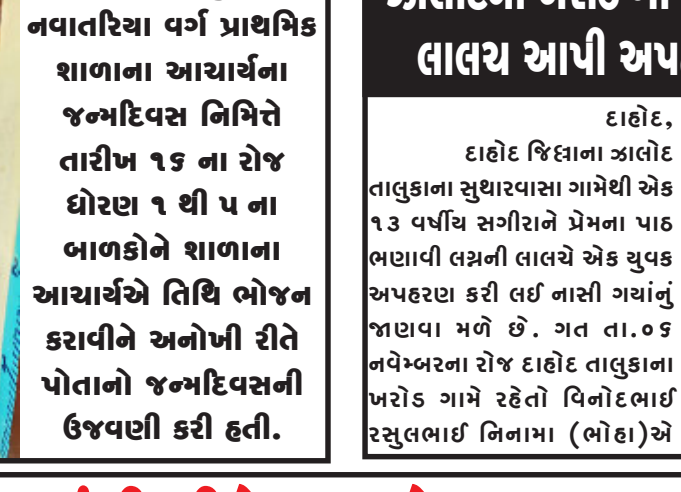 નવાતરિયા વર્ગ પ્રાથમિક
શાળાના આચાર્યના
જન્મદિવસ નિમિત્તે
તારીખ ૧૬ ના રોજ
ધોરણ ૧ થી ૫ ના
બાળકોને શાળાના
આચાર્યએ તિથિ ભોજન
કરાવીને અનોખી રીતે
પોતાનો જન્મદિવસની
ઉજવણી કરી હતી.
લાલચ આપી અપ
દાહોદ,
દાહોદ જિલ્લાના ઝાલોદ
તાલુકાના સુથારવાસા ગામેથી એક
૧૩ વર્ષીય સગીરાને પ્રેમના પાઠ
ભણાવી લગ્નની લાલચે એક યુવક
અપહરણ કરી લઈ નાસી ગયાંનું
જાણવા મળે છે. ગત તા.૦૬
નવેમ્બરના રોજ દાહોદ તાલુકાના
ખરોડ ગામે રહેતો વિનોદભાઈ
રસુલભાઈ નિનામા (ભોહા)એ